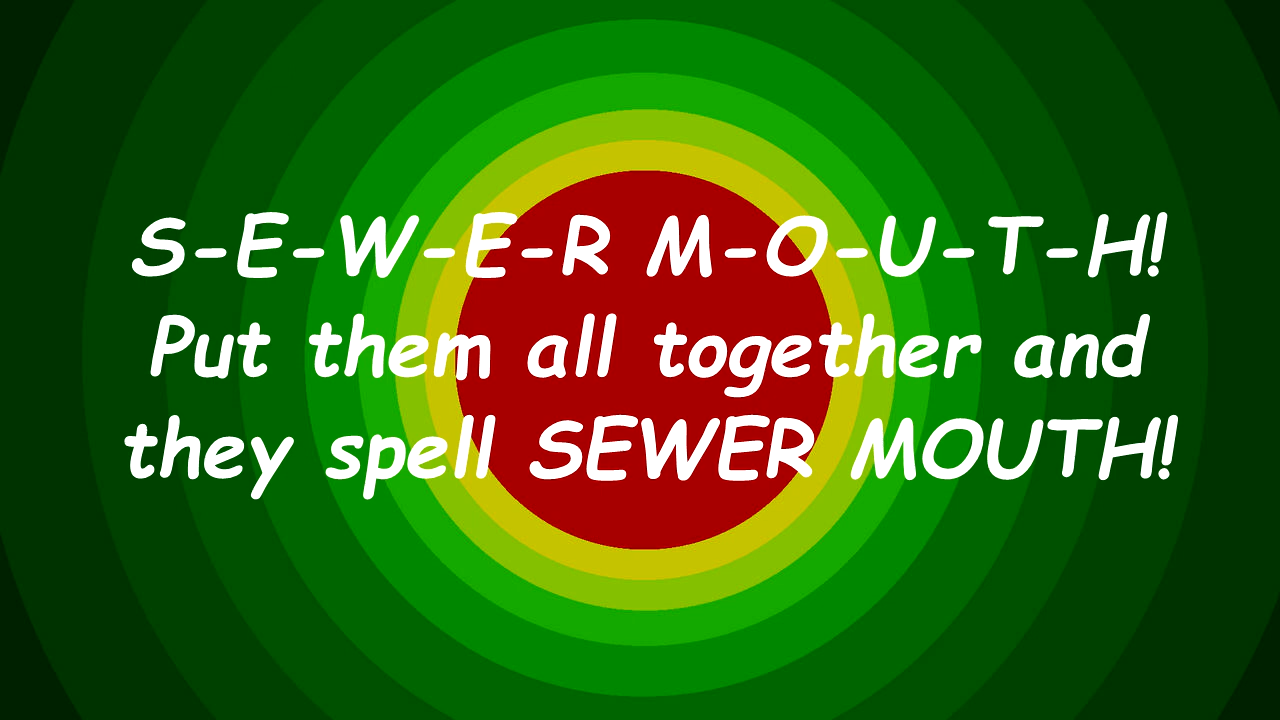 S-E-W-E-R M-O-U-T-H!
Put them all together and
they spell SEWER MOUTH!